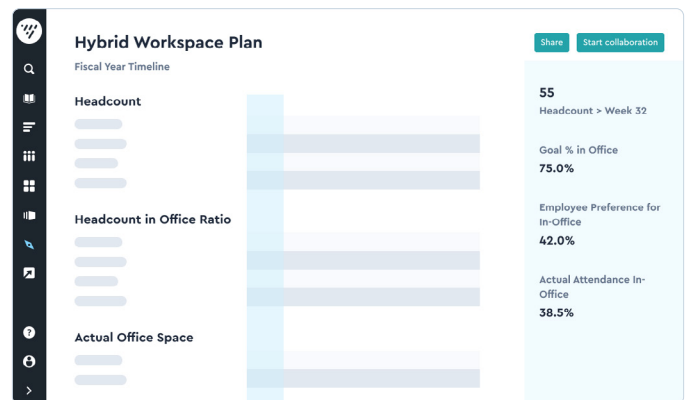 Hybrid Workspace Plan
Fiscal Year Timeline
Share
Start collaboration
Headcount
Headcount in Office Ratio
Actual Office Space
55
Headcount > Week 32
Goal % in Office
75.0%
Employee Preference for
In-Office
42.0%
Actual Attendance In-
Office
38.5%